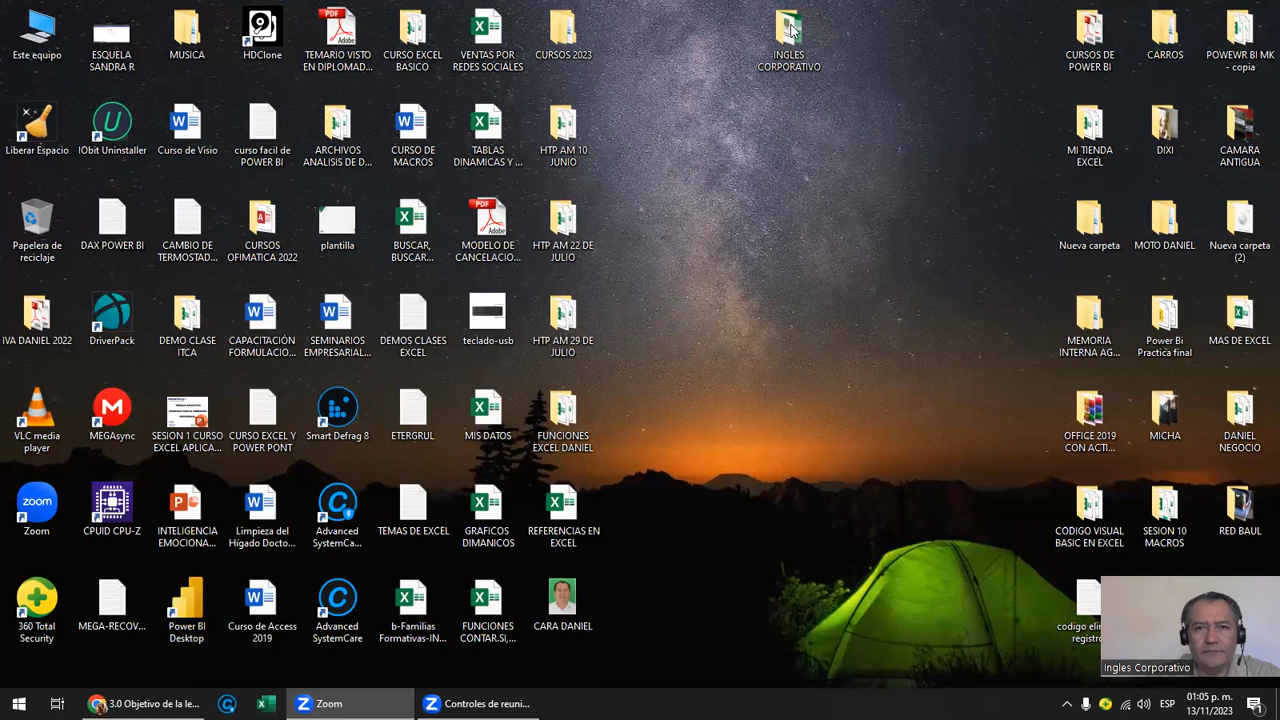 Este equipo
ESCUELA
SANDRA R
MUSICA
HDClone
TEMARIO VISTO
EN DIPLOMAD...
CURSO EXCEL
BASICO
VENTAS POR
REDES SOCIALES
CURSOS 2023
INGLES
CORPORATIVO
CURSOS DE
POWER BI
CARROS
POWEWR BI MK
- copia
Liberar Espacio
IObit Uninstaller
Curso de Visio
curso facil de
POWER BI
ARCHIVOS
ANALISIS DE D...
CURSO DE
MACROS
TABLAS
DINAMICAS Y ...
HTP AM 10
JUNIO
MI TIENDA
EXCEL
DIXI
CAMARA
ANTIGUA
Papelera de
reciclaje
DAX POWER BI
CAMBIO DE
TERMOSTAD...
CURSOS
OFIMATICA 2022
plantilla
BUSCAR,
BUSCAR...
MODELO DE
CANCELACIO...
HTP AM 22 DE
JULIO
Nueva carpeta
MOTO DANIEL
Nueva carpeta
(2)
IVA DANIEL 2022
DriverPack
DEMO CLASE
ITCA
CAPACITACIÓN
FORMULACIO...
SEMINARIOS
EMPRESARIAL...
DEMOS CLASES
EXCEL
teclado-usb
HTP AM 29 DE
JULIO
MEMORIA
INTERNA AG...
Power Bi
Practica final
MAS DE EXCEL
VLC media
player
MEGAsync
SESION 1 CURSO
EXCEL APLICA...
CURSO EXCEL Y
POWER PONT
Smart Defrag 8
ETERGRUL
MIS DATOS
FUNCIONES
EXCEL DANIEL
OFFICE 2019
CON ACTI...
MICHA
DANIEL
NEGOCIO
zoom
Zoom
CPUID CPU-Z
INTELIGENCIA
EMOCIONA...
Limpieza del
Hígado Docto...
Advanced
SystemCare...
TEMAS DE EXCEL
GRAFICOS
DIMANICOS
REFERENCIAS EN
EXCEL
CODIGO VISUAL
BASIC EN EXCEL
SESION 10
MACROS
RED BAUL
360 Total
Security
MEGA-RECOV...
Power BI
Desktop
Curso de Access
2019
Advanced
SystemCare
b-Familias
Formativas-IN...
FUNCIONES
CONTAR.SI,...
CARA DANIEL
codigo elim
registro
Ingles Corporativo
3.0 Objetivo de la le...
Zoom
Controles de reuni...
ESP
01:05 p. m.
13/11/2023